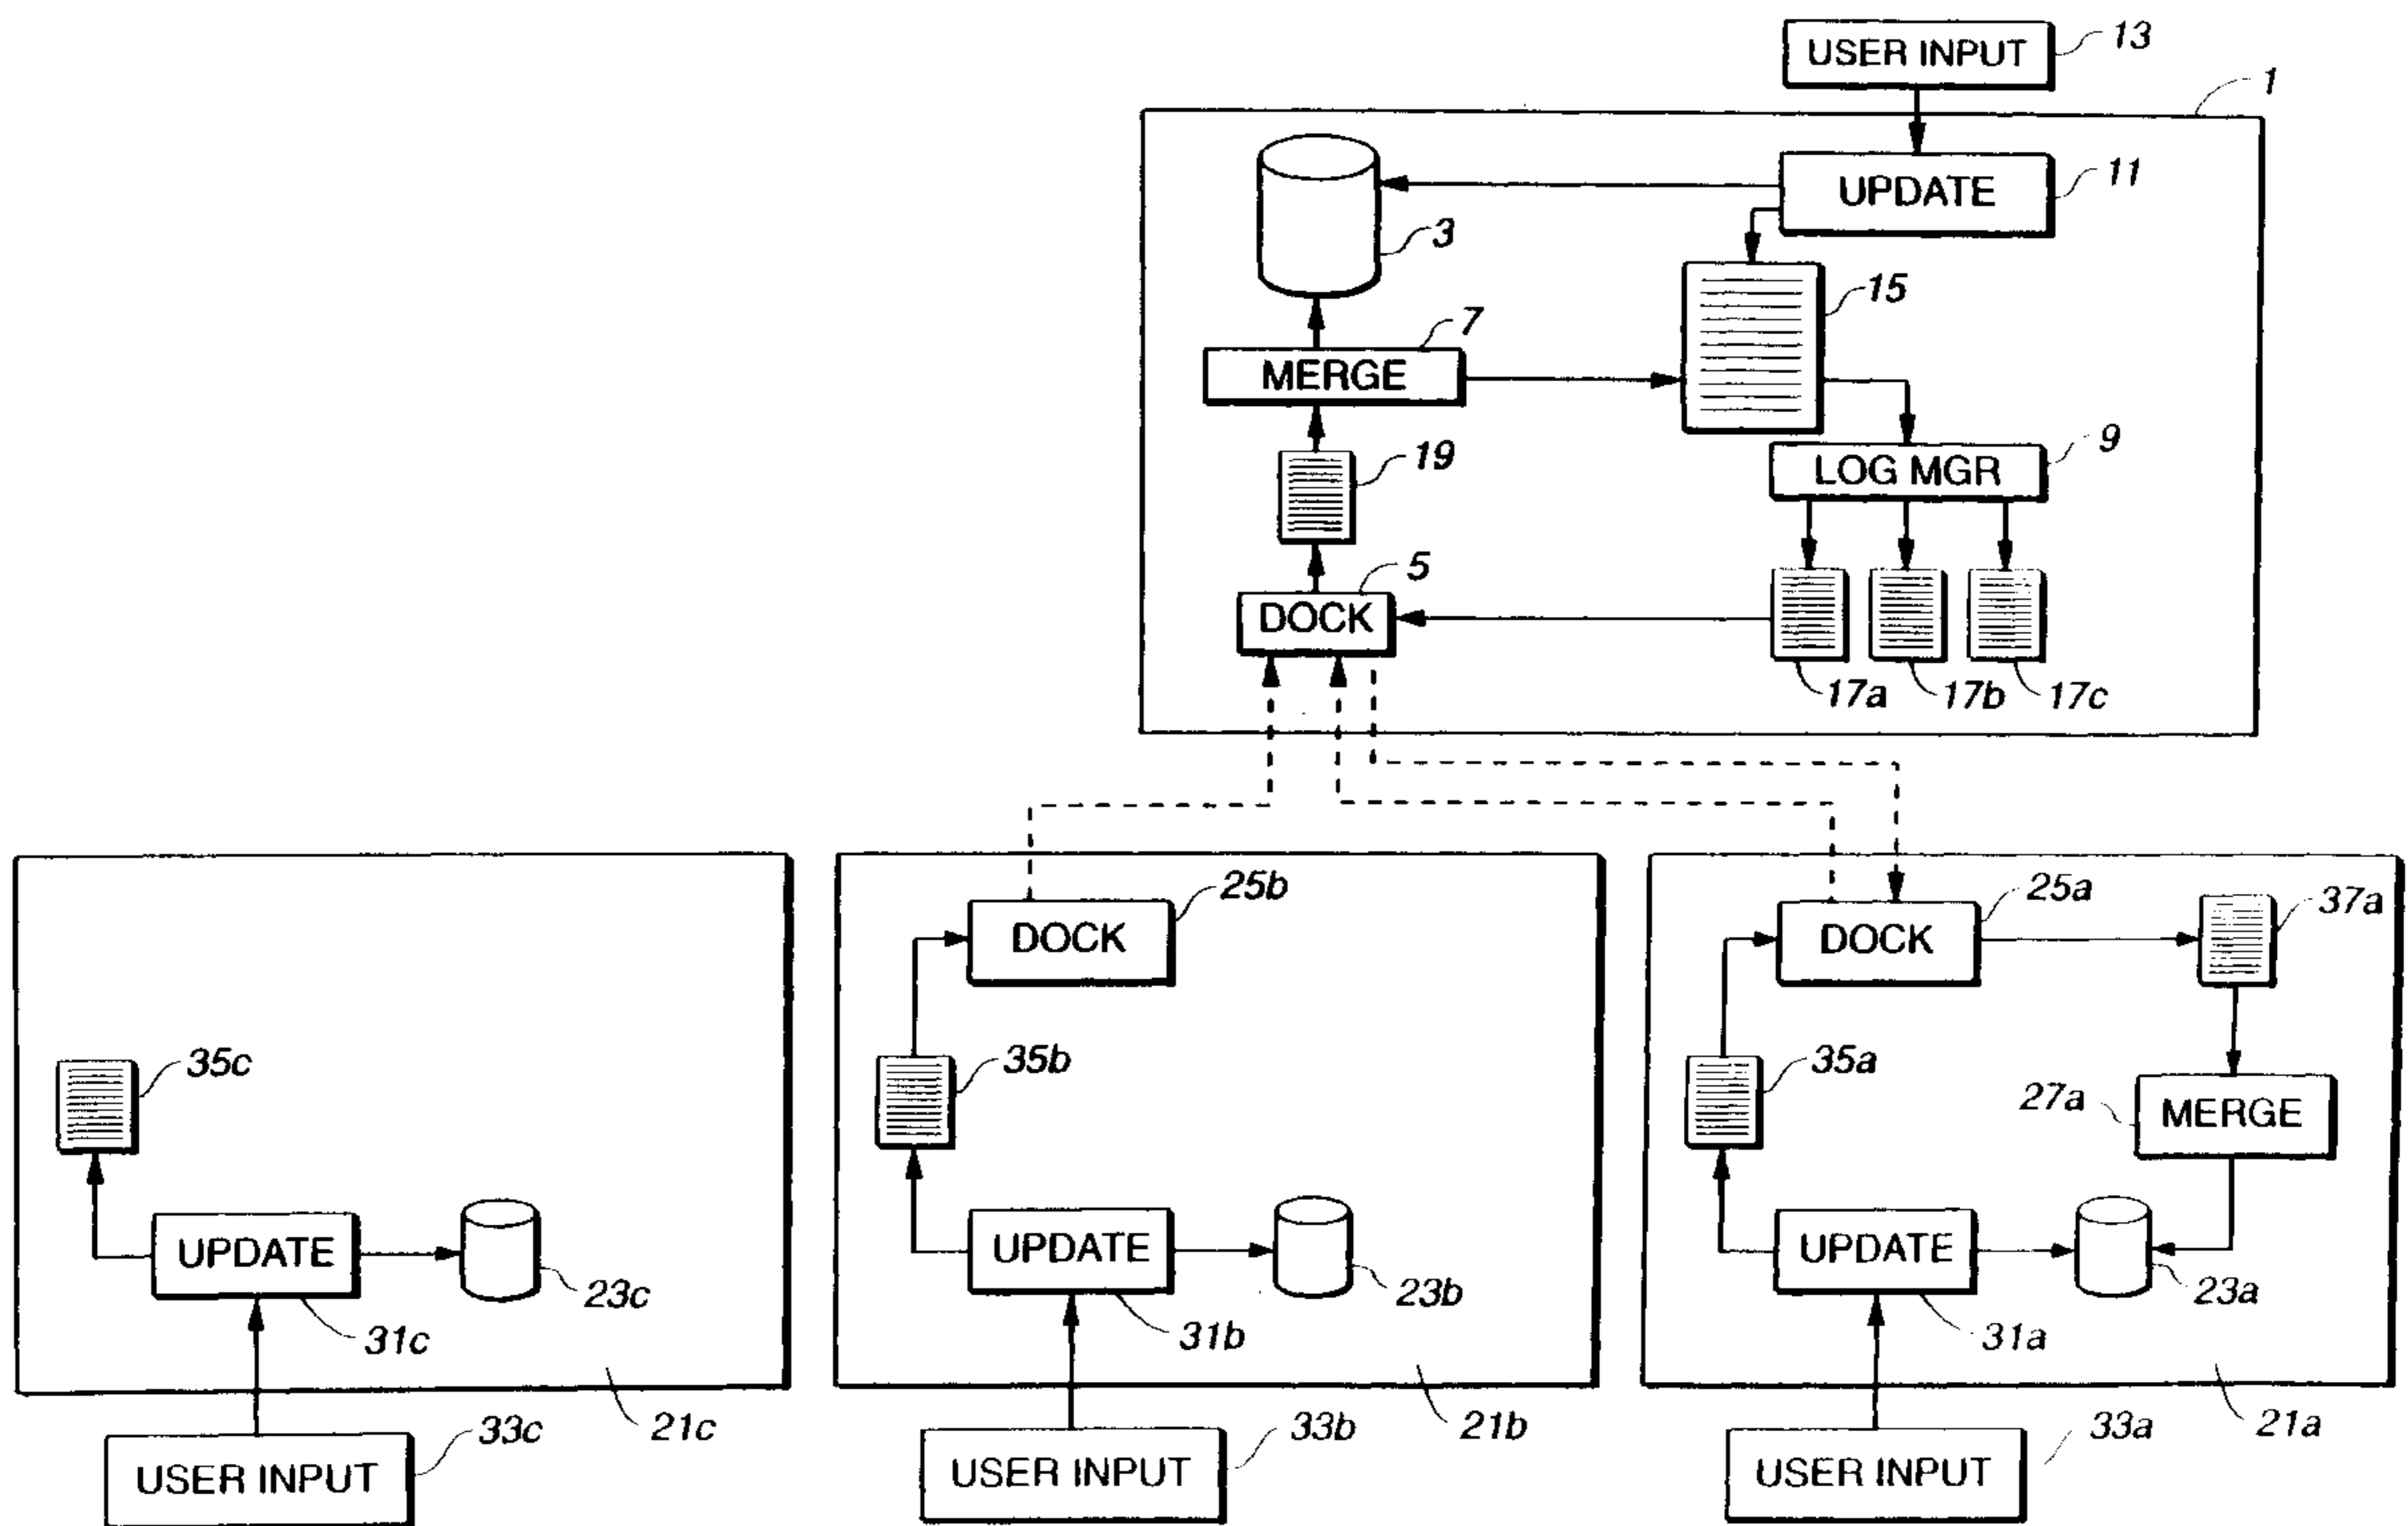 USER INPUT 13
1
UPDATE 11
3
15
7
MERGE
9
19
LOG MGR
5
DOCK
17a 17b 17c
25b
DOCK
25a
DOCK
37a
35c
35b
35a
27a
MERGE
UPDATE
23c
31c
21c
UPDATE
23b
31b
21b
UPDATE
23a
31a
21a
33c
USER INPUT
33b
USER INPUT
33a
USER INPUT